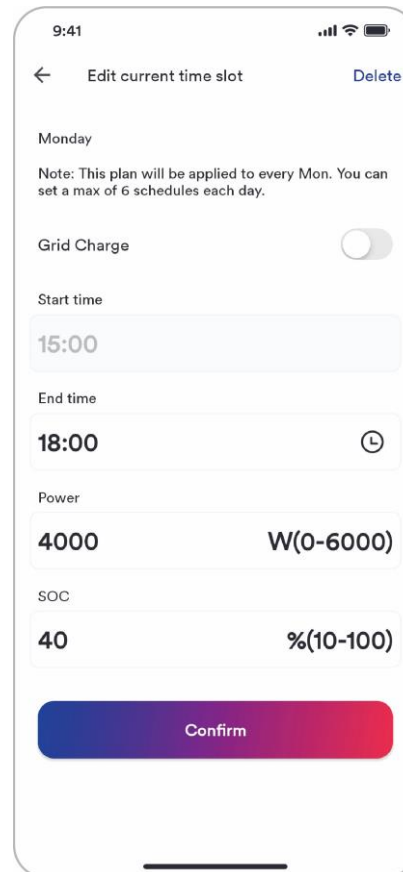 9:41
Edit current time slot Delete
Monday
Note: This plan will be applied to every Mon. You can
set a max of 6 schedules each day.
Grid Charge
Start time
15:00
End time
18:00
Power
4000 W(0-6000)
SOC
40 %(10-100)
Confirm